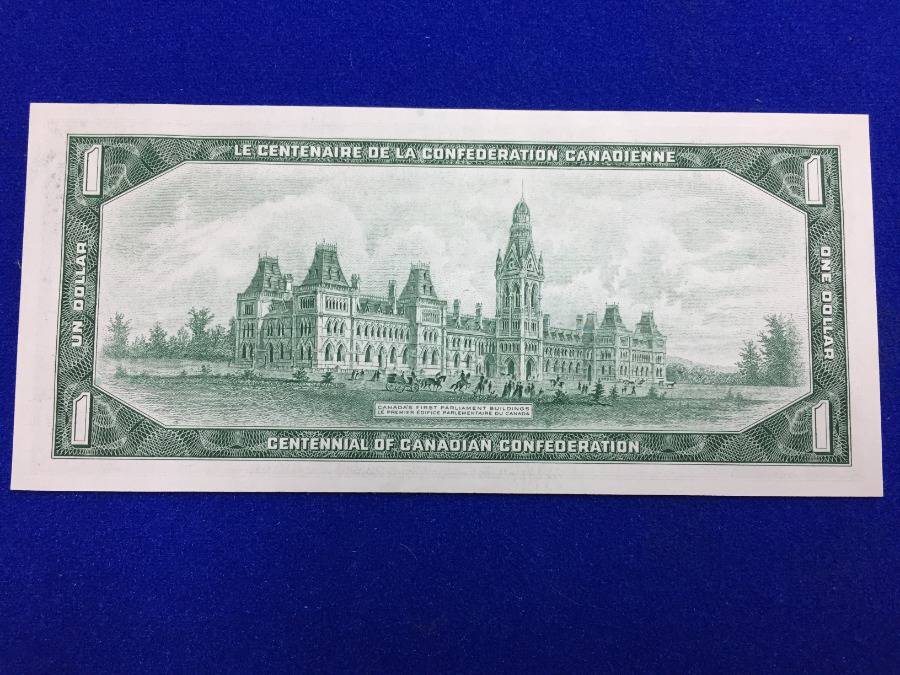 1
LE CENTENAIRE DE LA CONFEDERATION CANADIENNE
1
UN DOLLAR
ONE DOLLAR
CANADA'S FIRST PARLIAMENT BUILDINGS
LE PREMIER ÉDIFICE PARLEMENTAIRE DU CANADA
1
CENTENNIAL OF CANADIAN CONFEDERATION
1